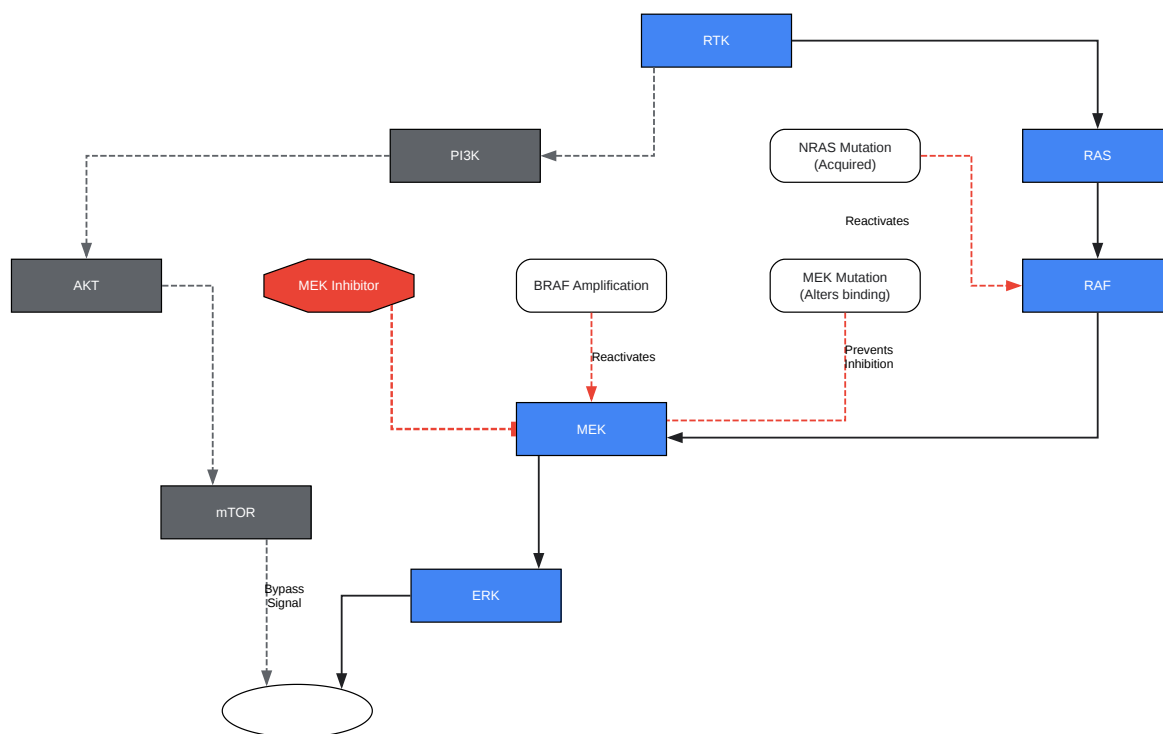 RTK
PI3K
NRAS Mutation
(Acquired)
RAS
Reactivates
AKT
MEK Inhibitor
BRAF Amplification
MEK Mutation
(Alters binding)
RAF
Reactivates
Prevents
Inhibition
MEK
mTOR
Bypass
Signal
ERK